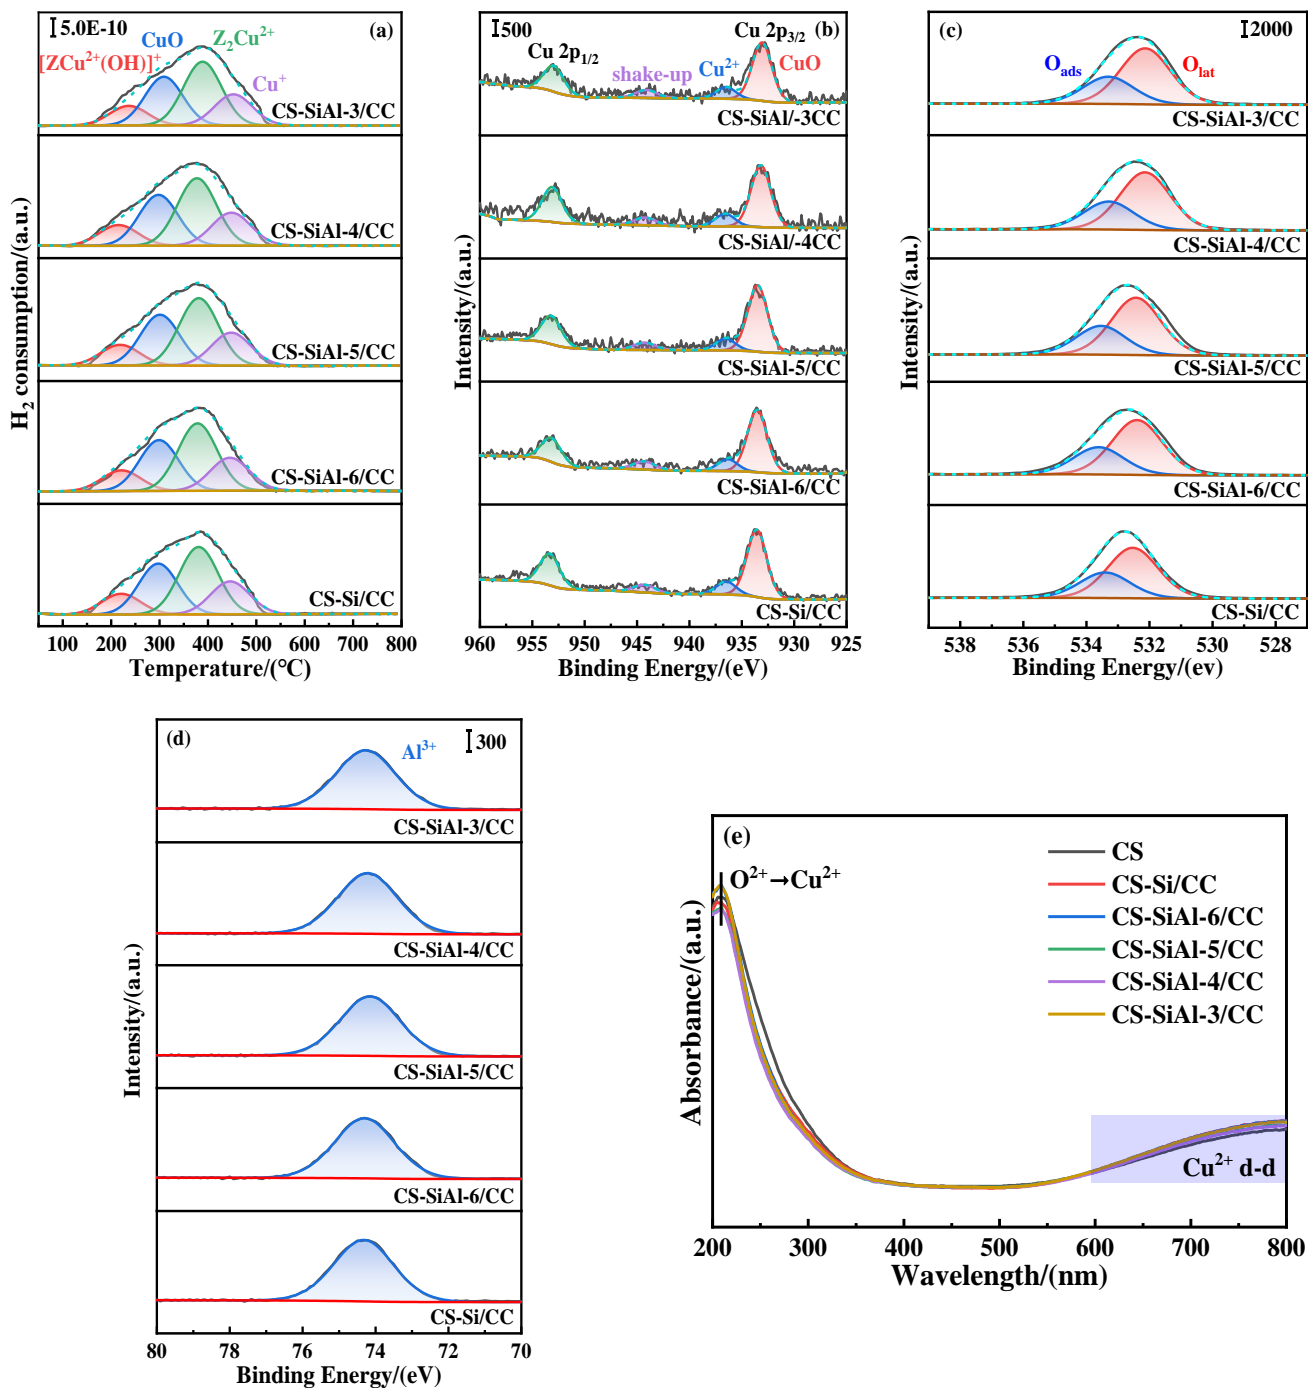 5.0E-10
(a)
CuO
Z₂Cu²⁺
[ZCu²⁺(OH)]⁺
Cu⁺
CS-SiAl-3/CC
CS-SiAl-4/CC
CS-SiAl-5/CC
CS-SiAl-6/CC
CS-Si/CC
H₂ consumption/(a.u.)
100 200 300 400 500 600 700 800
Temperature/(°C)
500
Cu 2p₃/₂
(b)
Cu 2p₁/₂
shake-up
Cu²⁺
CuO
CS-SiAl/-3CC
CS-SiAl/-4CC
CS-SiAl-5/CC
CS-SiAl-6/CC
CS-Si/CC
Intensity/(a.u.)
960 955 950 945 940 935 930 925
Binding Energy/(eV)
(c)
2000
Oads
Olat
CS-SiAl-3/CC
CS-SiAl-4/CC
CS-SiAl-5/CC
CS-SiAl-6/CC
CS-Si/CC
Intensity/(a.u.)
538 536 534 532 530 528
Binding Energy/(ev)
(d)
Al³⁺
300
CS-SiAl-3/CC
CS-SiAl-4/CC
CS-SiAl-5/CC
CS-SiAl-6/CC
CS-Si/CC
Intensity/(a.u.)
80 78 76 74 72 70
Binding Energy/(eV)
(e)
O²⁺→Cu²⁺
CS
CS-Si/CC
CS-SiAl-6/CC
CS-SiAl-5/CC
CS-SiAl-4/CC
CS-SiAl-3/CC
Cu²⁺ d-d
Absorbance/(a.u.)
200 300 400 500 600 700 800
Wavelength/(nm)